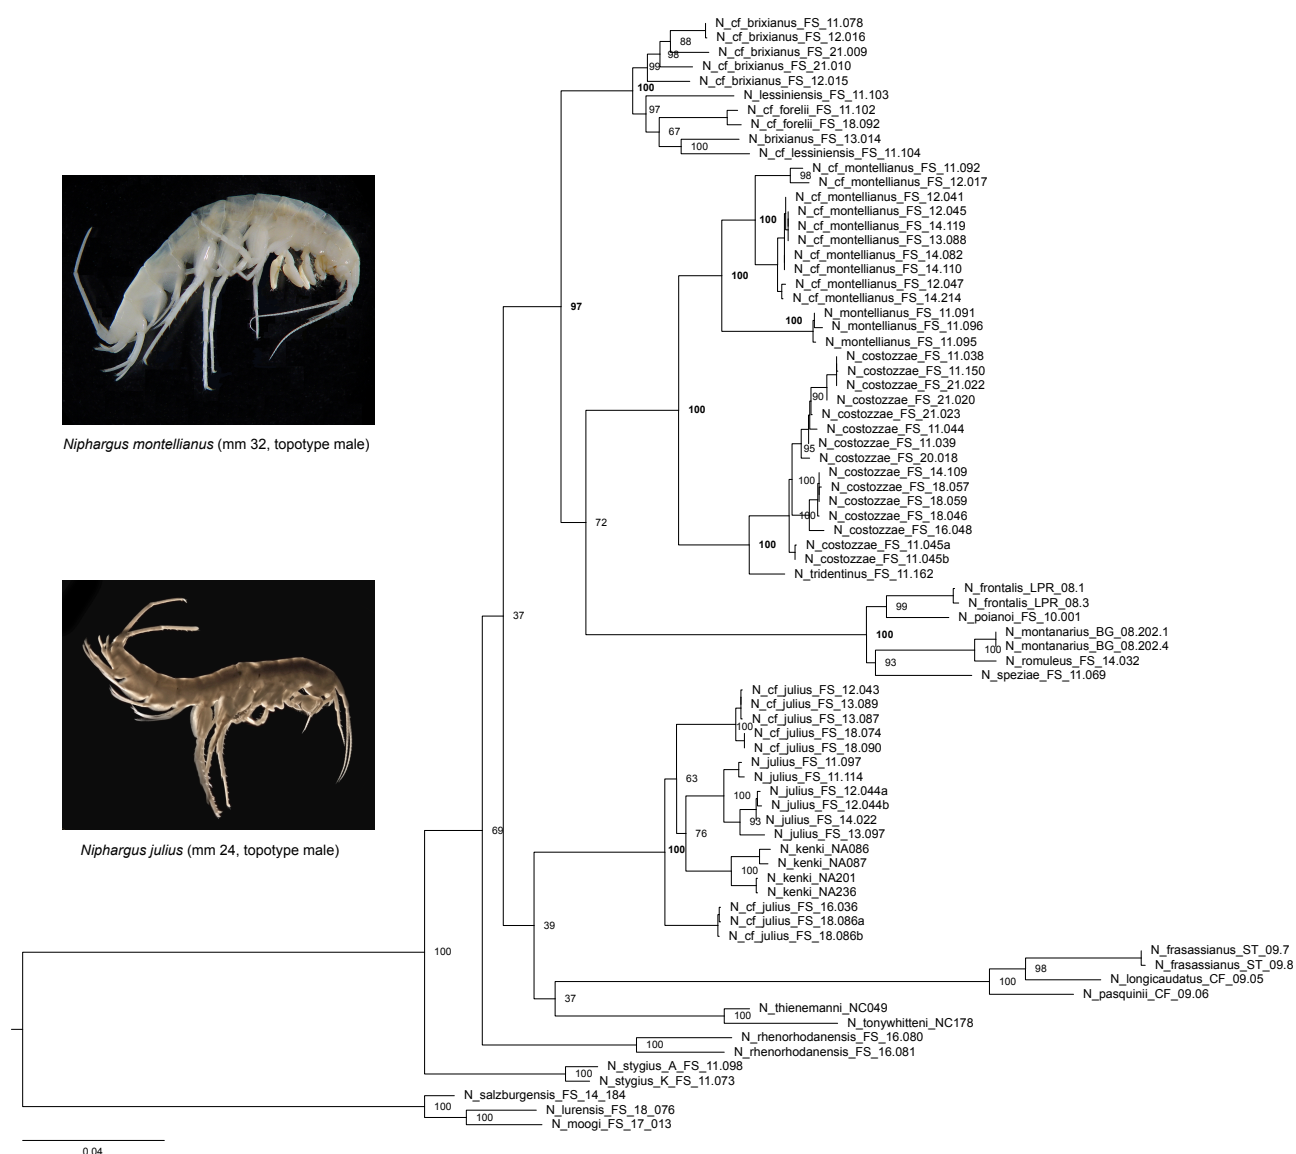 N_cf_brixianus_FS_11.078
N_cf_brixianus_FS_12.016
88
N_cf_brixianus_FS_21.009
98
N_cf_brixianus_FS_21.010
99
N_cf_brixianus_FS_12.015
100
N_lessiniensis_FS_11.103
97
N_cf_forelii_FS_11.102
N_cf_forelii_FS_18.092
67
N_brixianus_FS_13.014
100
N_cf_lessiniensis_FS_11.104
N_cf_montellianus_FS_11.092
98
N_cf_montellianus_FS_12.017
N_cf_montellianus_FS_12.041
N_cf_montellianus_FS_12.045
100
N_cf_montellianus_FS_14.119
N_cf_montellianus_FS_13.088
N_cf_montellianus_FS_14.082
N_cf_montellianus_FS_14.110
100
N_cf_montellianus_FS_12.047
N_cf_montellianus_FS_14.214
97
N_montellianus_FS_11.091
100
N_montellianus_FS_11.096
N_montellianus_FS_11.095
N_costozzae_FS_11.038
N_costozzae_FS_11.150
N_costozzae_FS_21.022
90
N_costozzae_FS_21.020
100
N_costozzae_FS_21.023
N_costozzae_FS_11.044
N_costozzae_FS_11.039
95
N_costozzae_FS_20.018
N_costozzae_FS_14.109
100
N_costozzae_FS_18.057
N_costozzae_FS_18.059
N_costozzae_FS_18.046
100
N_costozzae_FS_16.048
72
N_costozzae_FS_11.045a
100
N_costozzae_FS_11.045b
N_tridentinus_FS_11.162
N_frontalis_LPR_08.1
99
N_frontalis_LPR_08.3
N_poianoi_FS_10.001
37
100
N_montanarius_BG_08.202.1
N_montanarius_BG_08.202.4
100
N_romuleus_FS_14.032
93
N_speziae_FS_11.069
N_cf_julius_FS_12.043
N_cf_julius_FS_13.089
N_cf_julius_FS_13.087
100
N_cf_julius_FS_18.074
N_cf_julius_FS_18.090
N_julius_FS_11.097
63
N_julius_FS_11.114
N_julius_FS_12.044a
100
N_julius_FS_12.044b
N_julius_FS_14.022
93
N_julius_FS_13.097
69
76
N_kenki_NA086
100
N_kenki_NA087
100
N_kenki_NA201
N_kenki_NA236
N_cf_julius_FS_16.036
N_cf_julius_FS_18.086a
39
N_cf_julius_FS_18.086b
100
N_frasassianus_ST_09.7
N_frasassianus_ST_09.8
98
N_longicaudatus_CF_09.05
100
N_pasquinii_CF_09.06
37
N_thienemanni_NC049
100
N_tonywhitteni_NC178
N_rhenorhodanensis_FS_16.080
100
N_rhenorhodanensis_FS_16.081
N_stygius_A_FS_11.098
100
N_stygius_K_FS_11.073
N_salzburgensis_FS_14_184
100
N_lurensis_FS_18_076
100
N_moogi_FS_17_013
0.04
Niphargus montellianus (mm 32, topotype male)
Niphargus julius (mm 24, topotype male)